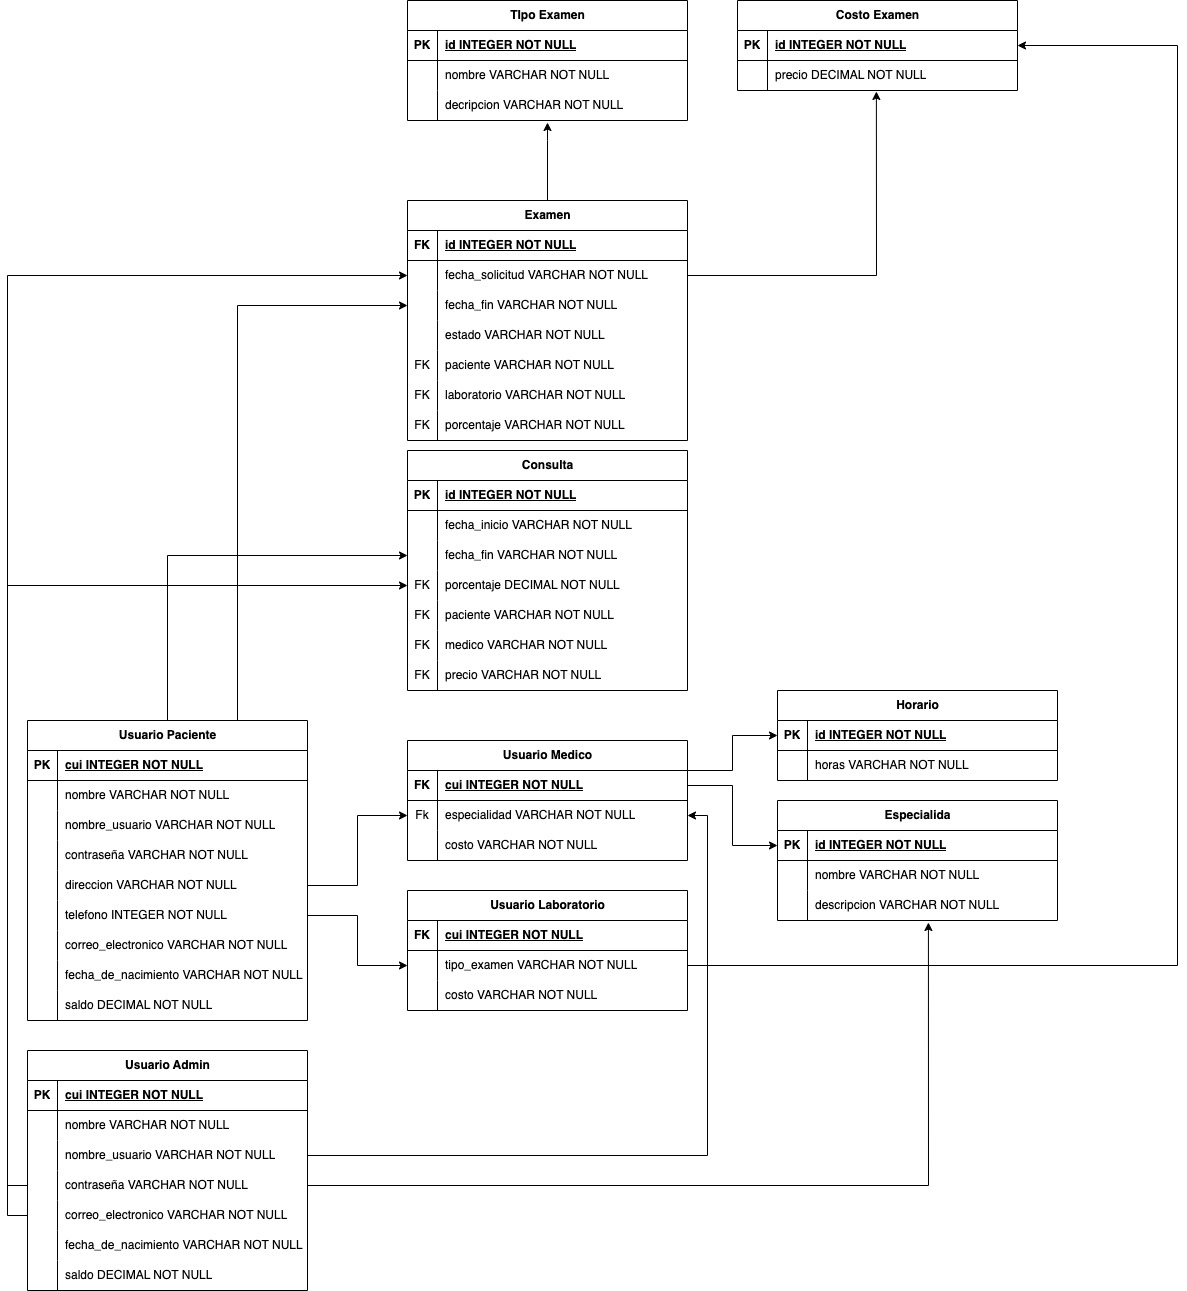 TIpo Examen
PK id INTEGER NOT NULL
nombre VARCHAR NOT NULL
decripcion VARCHAR NOT NULL
Costo Examen
PK id INTEGER NOT NULL
precio DECIMAL NOT NULL
Examen
FK id INTEGER NOT NULL
fecha_solicitud VARCHAR NOT NULL
fecha_fin VARCHAR NOT NULL
estado VARCHAR NOT NULL
FK paciente VARCHAR NOT NULL
FK laboratorio VARCHAR NOT NULL
FK porcentaje VARCHAR NOT NULL
Consulta
PK id INTEGER NOT NULL
fecha_inicio VARCHAR NOT NULL
fecha_fin VARCHAR NOT NULL
FK porcentaje DECIMAL NOT NULL
FK paciente VARCHAR NOT NULL
FK medico VARCHAR NOT NULL
FK precio VARCHAR NOT NULL
Usuario Paciente
PK cui INTEGER NOT NULL
nombre VARCHAR NOT NULL
nombre_usuario VARCHAR NOT NULL
contraseña VARCHAR NOT NULL
direccion VARCHAR NOT NULL
telefono INTEGER NOT NULL
correo_electronico VARCHAR NOT NULL
fecha_de_nacimiento VARCHAR NOT NULL
saldo DECIMAL NOT NULL
Usuario Medico
FK cui INTEGER NOT NULL
Fk especialidad VARCHAR NOT NULL
costo VARCHAR NOT NULL
Horario
PK id INTEGER NOT NULL
horas VARCHAR NOT NULL
Especialida
PK id INTEGER NOT NULL
nombre VARCHAR NOT NULL
descripcion VARCHAR NOT NULL
Usuario Laboratorio
FK cui INTEGER NOT NULL
tipo_examen VARCHAR NOT NULL
costo VARCHAR NOT NULL
Usuario Admin
PK cui INTEGER NOT NULL
nombre VARCHAR NOT NULL
nombre_usuario VARCHAR NOT NULL
contraseña VARCHAR NOT NULL
correo_electronico VARCHAR NOT NULL
fecha_de_nacimiento VARCHAR NOT NULL
saldo DECIMAL NOT NULL